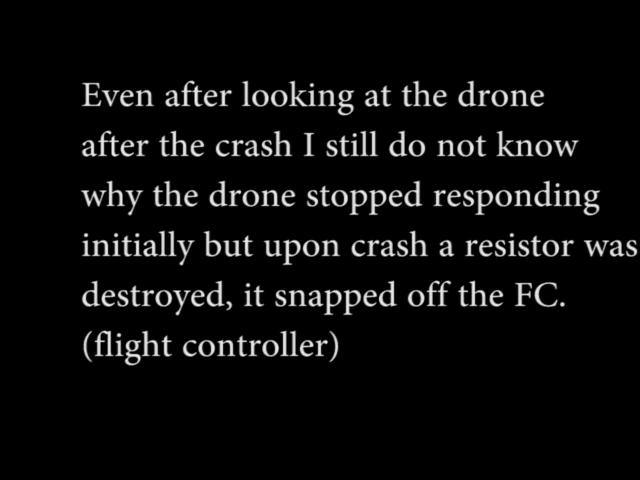 Even after looking at the drone
after the crash I still do not know
why the drone stopped responding
initially but upon crash a resistor was
destroyed, it snapped off the FC.
(flight controller)